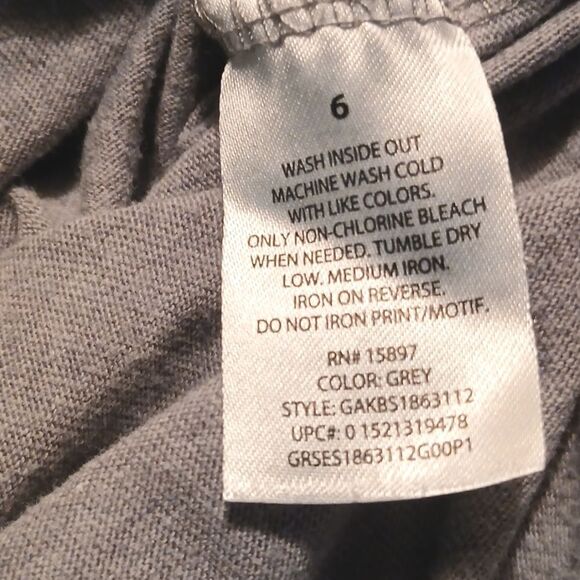 6
WASH INSIDE OUT
MACHINE WASH COLD
WITH LIKE COLORS.
ONLY NON-CHLORINE BLEACH
WHEN NEEDED. TUMBLE DRY
LOW. MEDIUM IRON.
IRON ON REVERSE.
DO NOT IRON PRINT/MOTIF.
RN# 15897
COLOR: GREY
STYLE: GAKBS1863112
UPC#: 0 1521319478
GRSES1863112G00P1